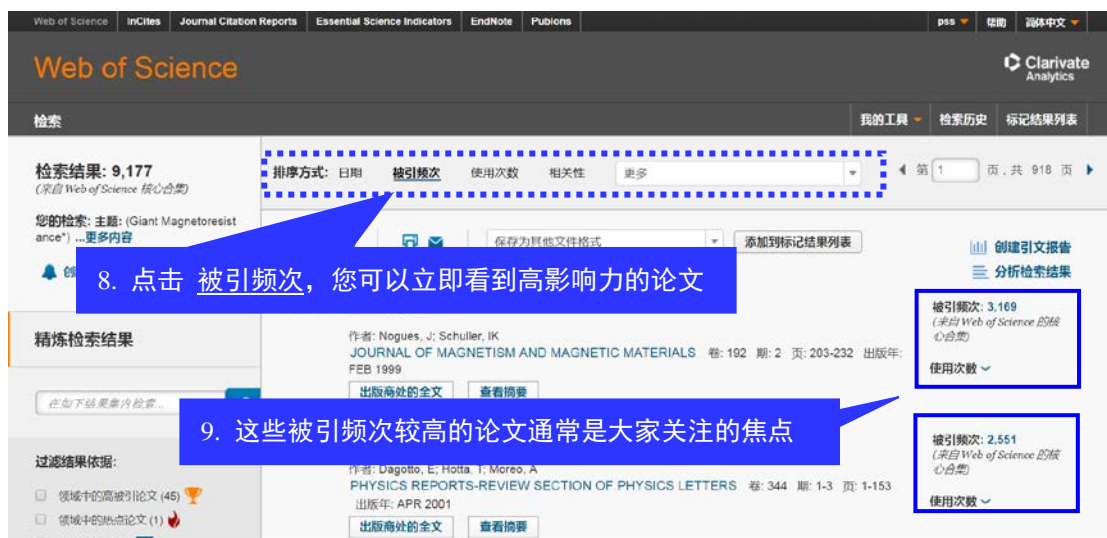 Web of Science InCites Journal Citation Reports Essential Science Indicators EndNote Publons pss 帮助 简体中文
Web of Science
Clarivate
Analytics
检索 我的工具 检索历史 标记结果列表
检索结果: 9,177
(来自 Web of Science 核心合集)
排序方式: 日期 被引频次 使用次数 相关性 更多
第 1 页,共 918 页
您的检索: 主题: (Giant Magnetoresist
ance*) ...更多内容
保存为其他文件格式 添加到标记结果列表
创建引文报告
分析检索结果
8. 点击 被引频次，您可以立即看到高影响力的论文
被引频次: 3,169
(来自 Web of Science 的核
心合集)
使用次数
精炼检索结果
作者: Nogues, J; Schuller, IK
JOURNAL OF MAGNETISM AND MAGNETIC MATERIALS 卷: 192 期: 2 页: 203-232 出版年:
FEB 1999
出版商处的全文 查看摘要
在如下结果集内检索...
9. 这些被引频次较高的论文通常是大家关注的焦点
被引频次: 2,551
(来自 Web of Science 的核
心合集)
使用次数
过滤结果依据:
作者: Dagotto, E; Hotta, T; Moreo, A
PHYSICS REPORTS-REVIEW SECTION OF PHYSICS LETTERS 卷: 344 期: 1-3 页: 1-153
出版年: APR 2001
出版商处的全文 查看摘要
领域中的高被引论文 (45)
领域中的热点论文 (1)